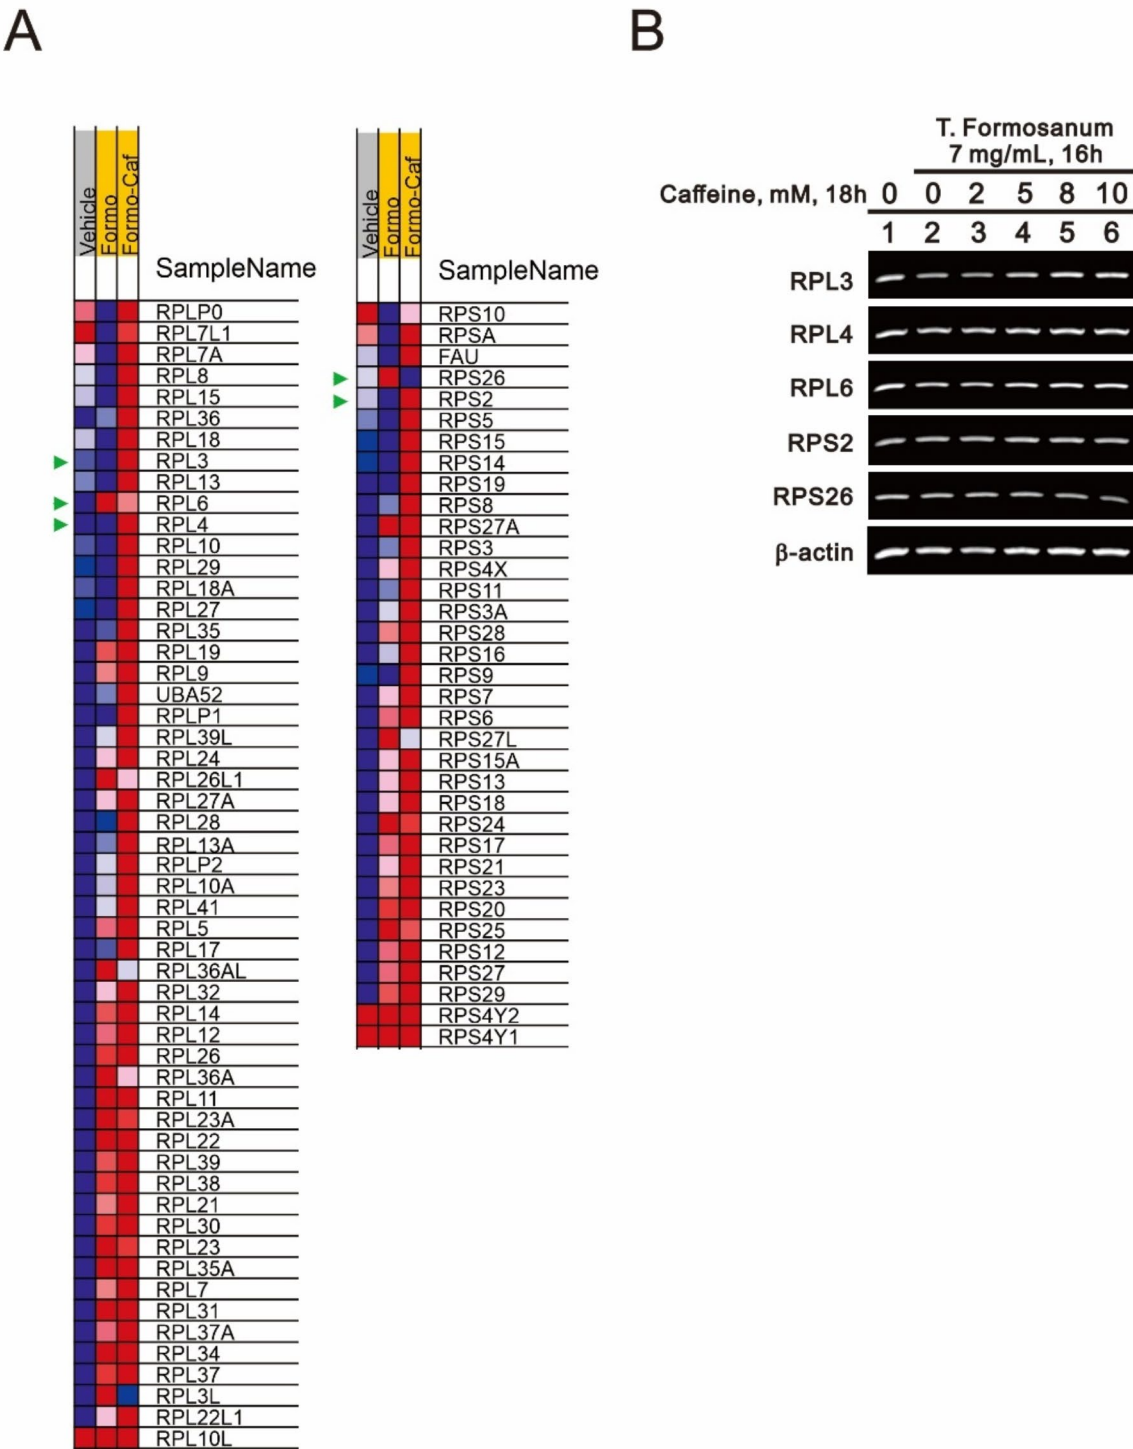 A
Vehicle
Formo
Formo-Caf
SampleName
RPLP0
RPL7L1
RPL7A
RPL8
RPL15
RPL36
RPL18
RPL3
RPL13
RPL6
RPL4
RPL10
RPL29
RPL18A
RPL27
RPL35
RPL19
RPL9
UBA52
RPLP1
RPL39L
RPL24
RPL26L1
RPL27A
RPL28
RPL13A
RPLP2
RPL10A
RPL41
RPL5
RPL17
RPL36AL
RPL32
RPL14
RPL12
RPL26
RPL36A
RPL11
RPL23A
RPL22
RPL39
RPL38
RPL21
RPL30
RPL23
RPL35A
RPL7
RPL31
RPL37A
RPL34
RPL37
RPL3L
RPL22L1
RPL10L
Vehicle
Formo
Formo-Caf
SampleName
RPS10
RPSA
FAU
RPS26
RPS2
RPS5
RPS15
RPS14
RPS19
RPS8
RPS27A
RPS3
RPS4X
RPS11
RPS3A
RPS28
RPS16
RPS9
RPS7
RPS6
RPS27L
RPS15A
RPS13
RPS18
RPS24
RPS17
RPS21
RPS23
RPS20
RPS25
RPS12
RPS27
RPS29
RPS4Y2
RPS4Y1
B
T. Formosanum
7 mg/mL, 16h
Caffeine, mM, 18h 0 0 2 5 8 10
1 2 3 4 5 6
RPL3
RPL4
RPL6
RPS2
RPS26
β-actin